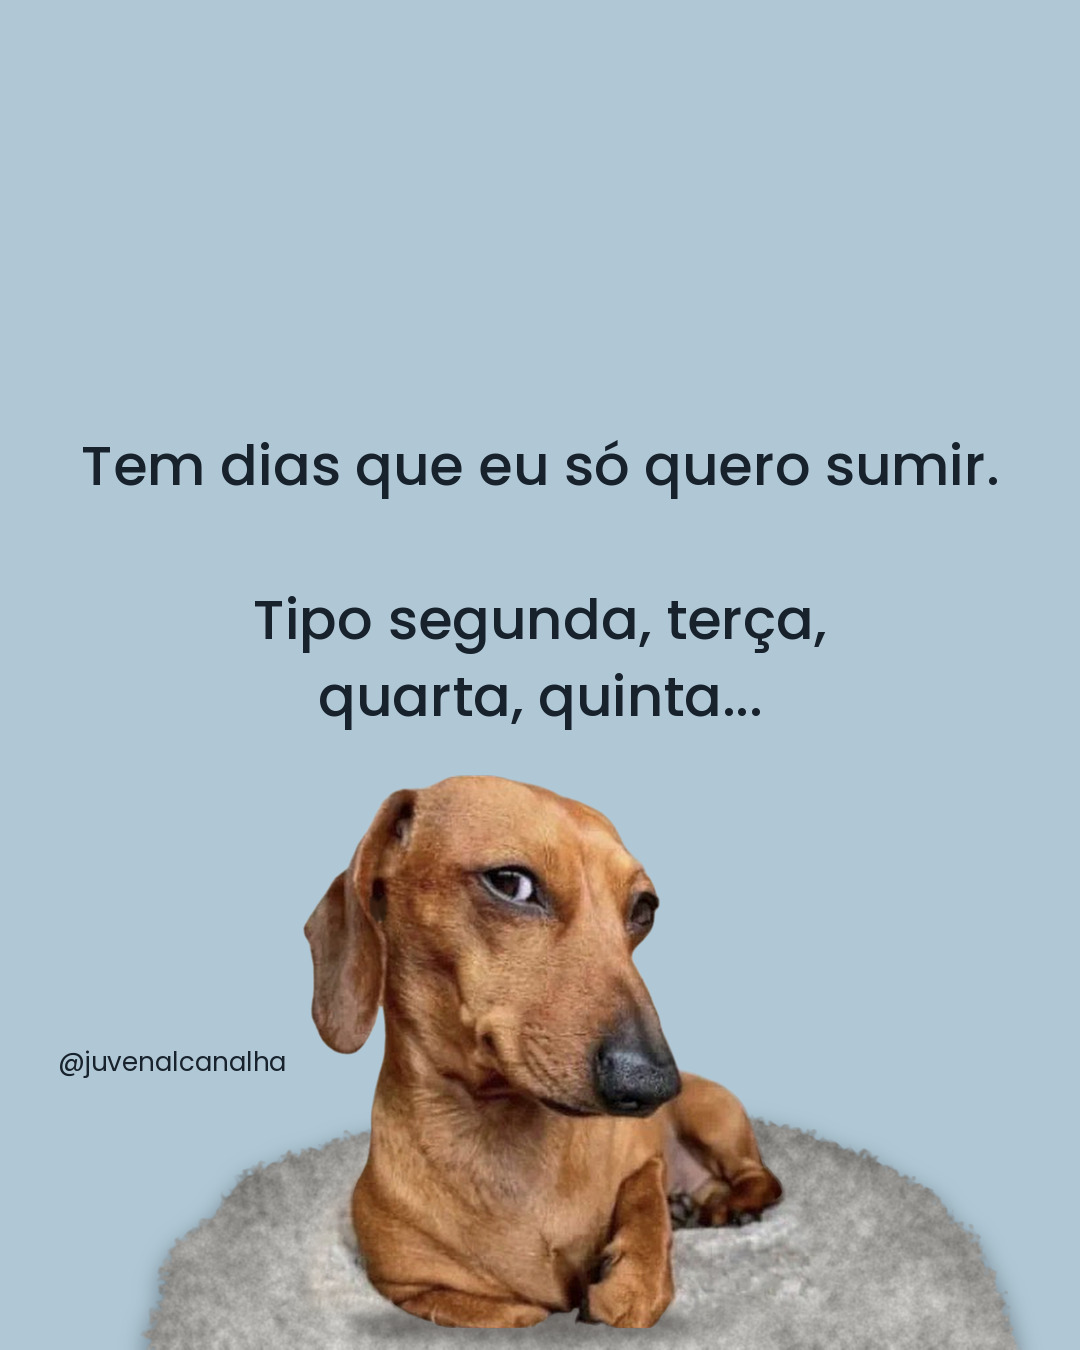 Tem dias que eu só quero sumir.
Tipo segunda, terça,
quarta, quinta...
@juvenalcanalha